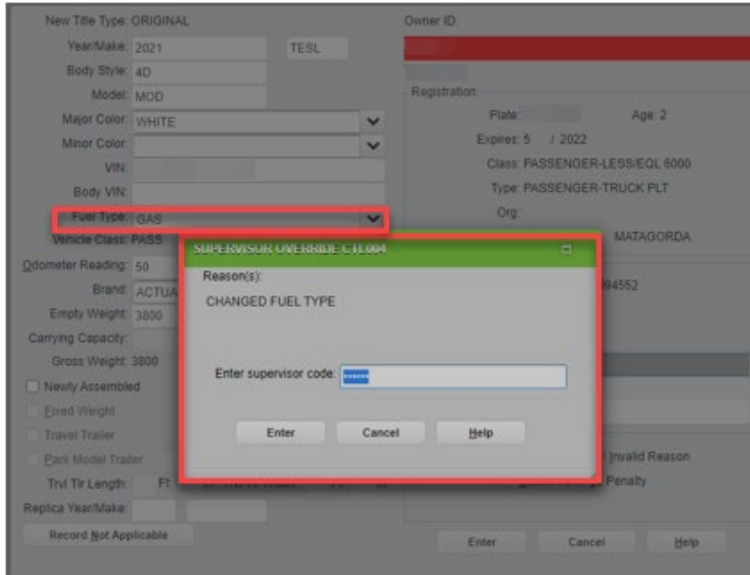 New Title Type: ORIGINAL
Year/Make: 2021 TESL
Body Style: 4D
Model: MOD
Major Color: WHITE
Minor Color:
VIN:
Body VIN:
Fuel Type: GAS
Vehicle Class: PASS
Odometer Reading: 50
Brand: ACTUA
Empty Weight: 3800
Carrying Capacity:
Gross Weight: 3800
Newly Assembled
Fixed Weight
Travel Trailer
Park Model Trailer
Trvl Tlr Length: Ft
Replica Year/Make:
Record Not Applicable
SUPERVISOR OVERRIDE CTL004
Reason(s):
CHANGED FUEL TYPE
Enter supervisor code:
Enter Cancel Help
Owner ID:
Registration:
Plate: Age: 2
Expires: 5 / 2022
Class: PASSENGER-LESS/EQL 6000
Type: PASSENGER-TRUCK PLT
Org:
MATAGORDA
94552
Invalid Reason
Penalty
Enter Cancel Help